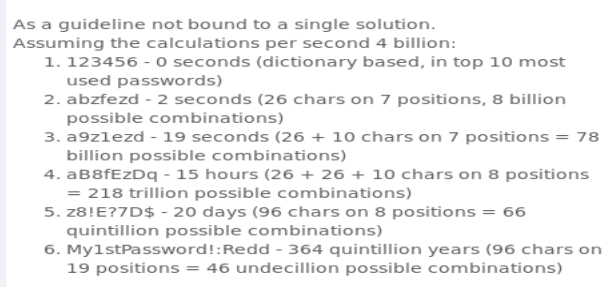 As a guideline not bound to a single solution.
Assuming the calculations per second 4 billion:
1. 123456 - 0 seconds (dictionary based, in top 10 most
used passwords)
2. abzfezd - 2 seconds (26 chars on 7 positions, 8 billion
possible combinations)
3. a9z1ezd - 19 seconds (26 + 10 chars on 7 positions = 78
billion possible combinations)
4. aB8fEzDq - 15 hours (26 + 26 + 10 chars on 8 positions
= 218 trillion possible combinations)
5. z8!E?7D$ - 20 days (96 chars on 8 positions = 66
quintillion possible combinations)
6. My1stPassword!:Redd - 364 quintillion years (96 chars on
19 positions = 46 undecillion possible combinations)